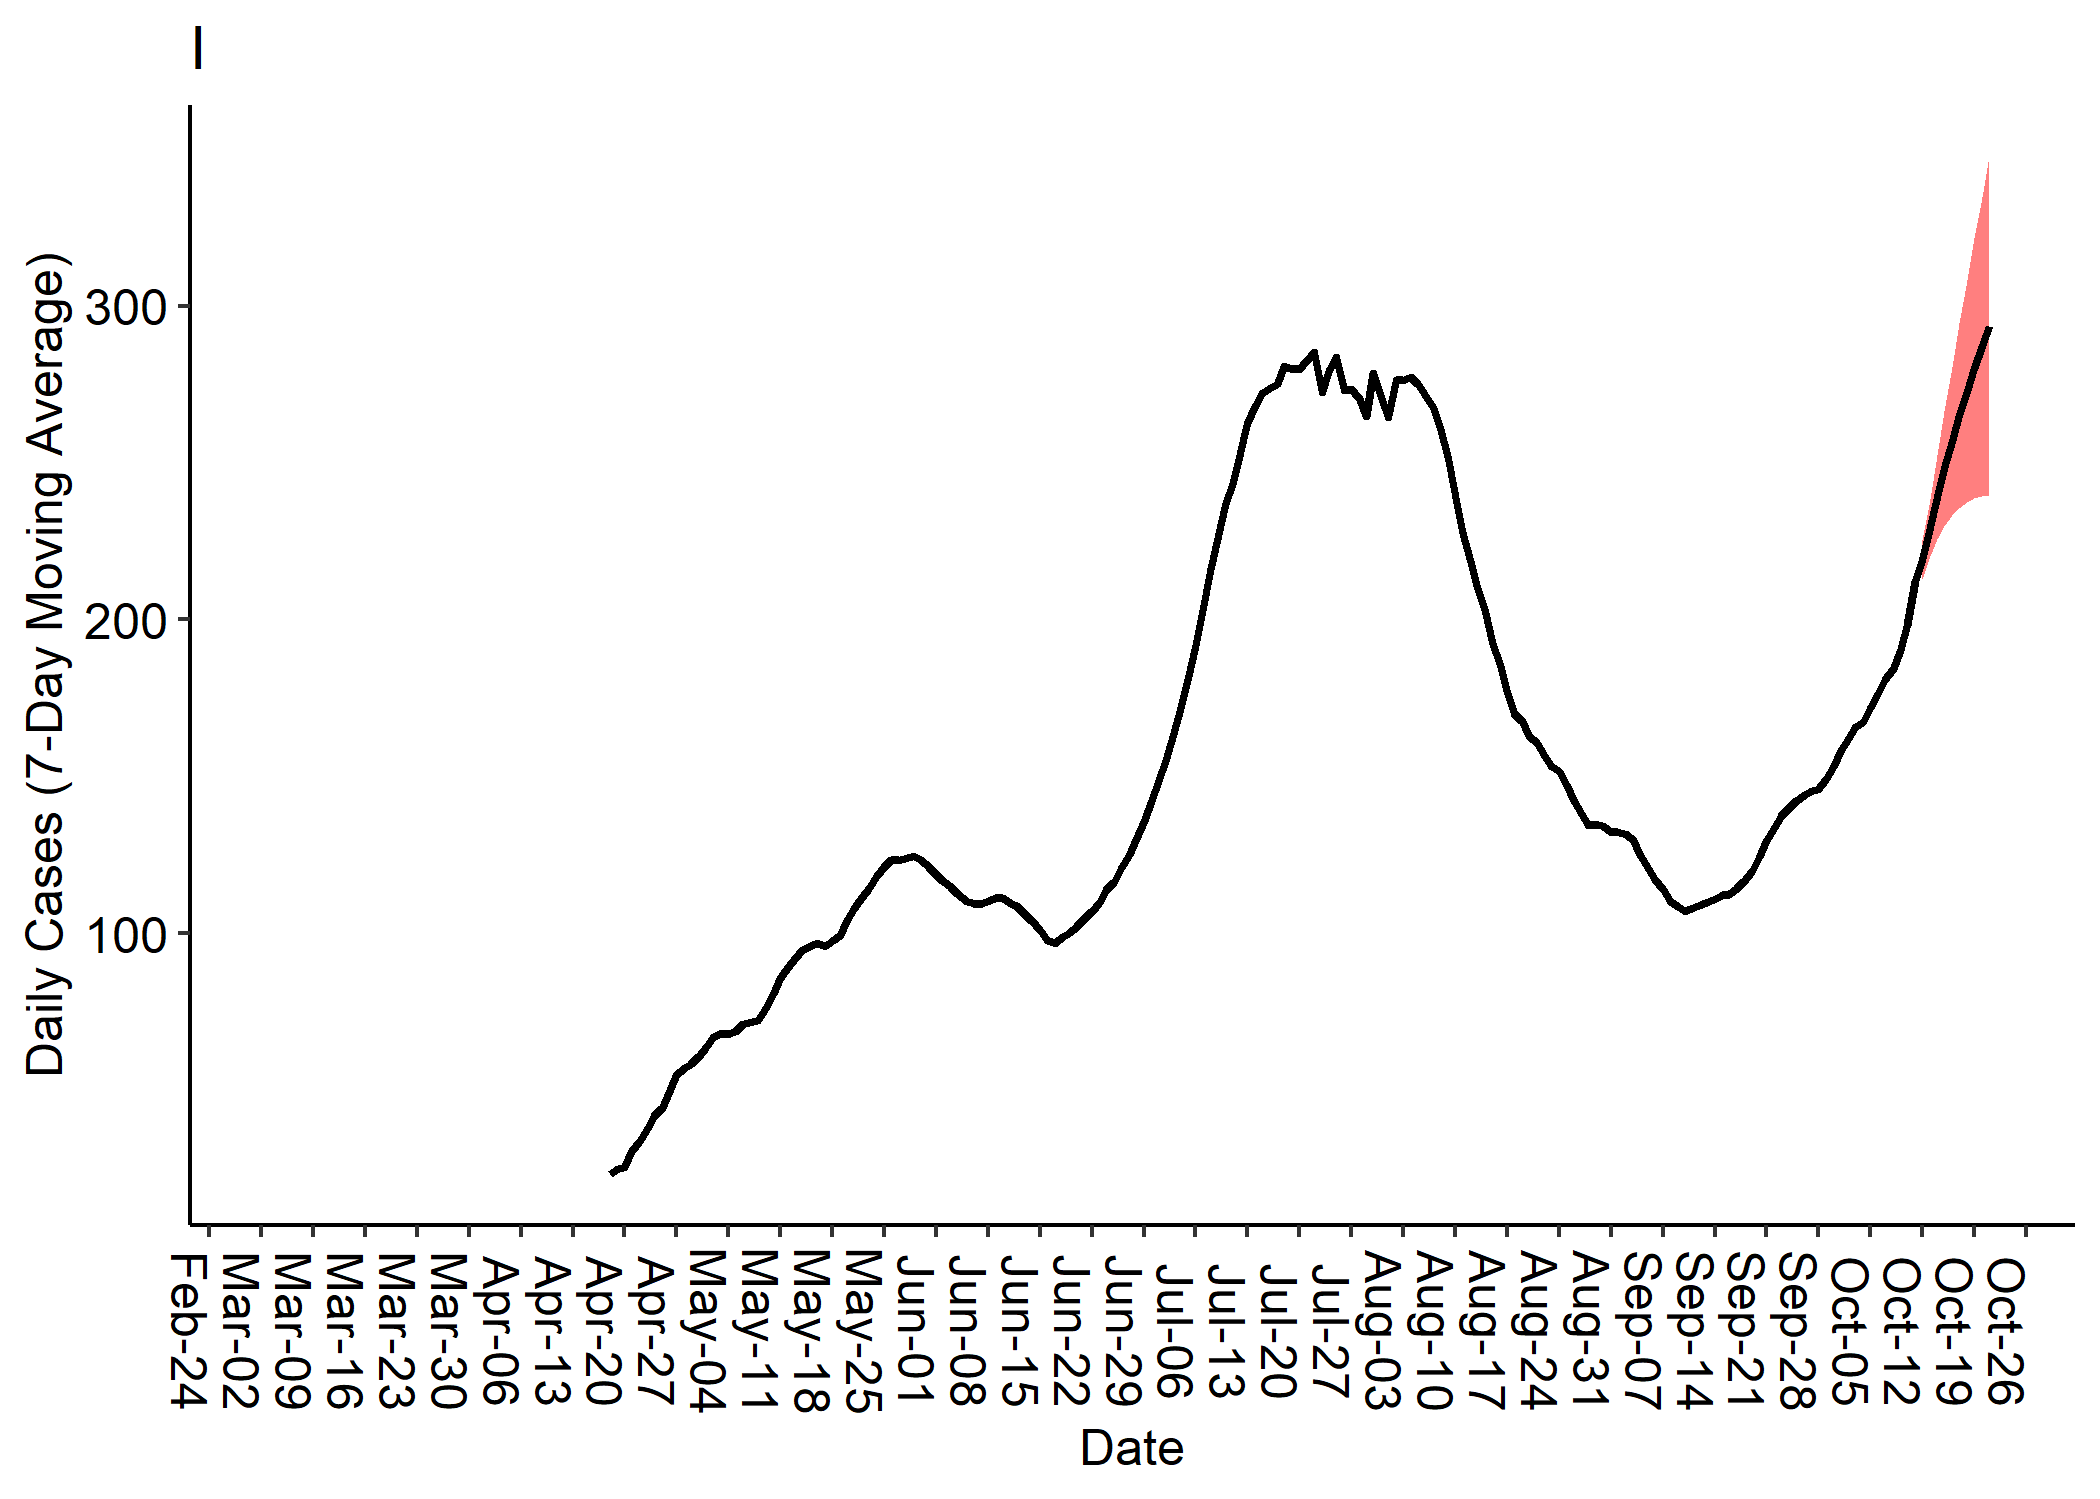 I
Daily Cases (7-Day Moving Average)
300
200
100
Feb-24
Mar-02
Mar-09
Mar-16
Mar-23
Mar-30
Apr-06
Apr-13
Apr-20
Apr-27
May-04
May-11
May-18
May-25
Jun-01
Jun-08
Jun-15
Jun-22
Jun-29
Jul-06
Jul-13
Jul-20
Jul-27
Aug-03
Aug-10
Aug-17
Aug-24
Aug-31
Sep-07
Sep-14
Sep-21
Sep-28
Oct-05
Oct-12
Oct-19
Oct-26
Date